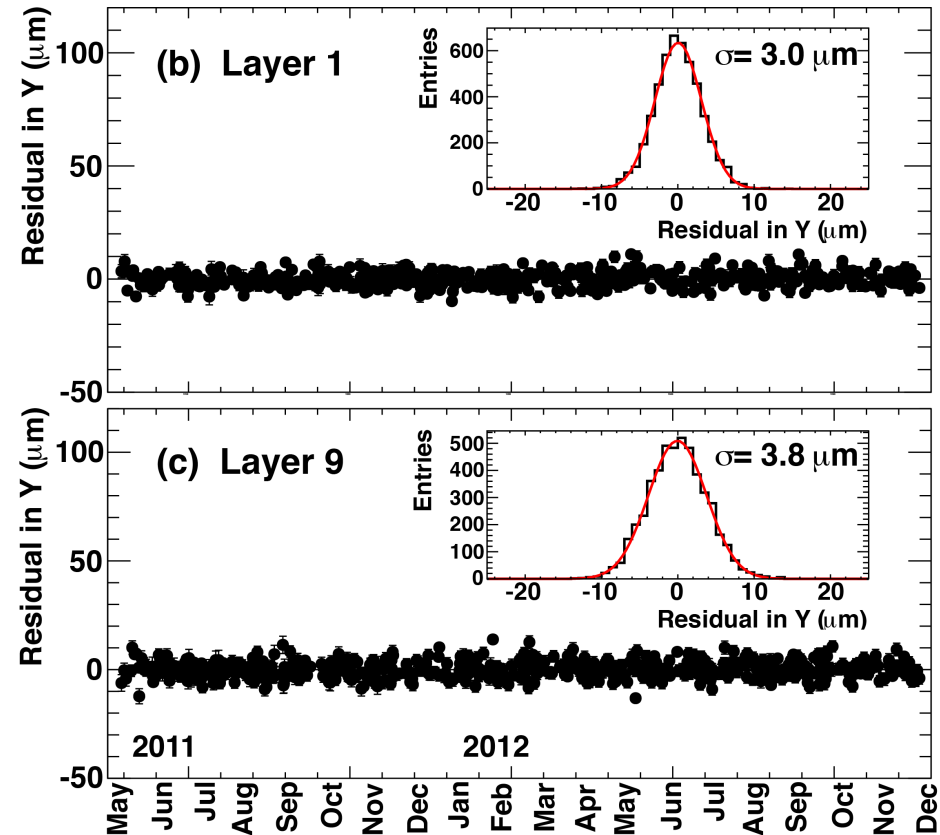 Residual in Y (μm)
100
50
0
-50
(b) Layer 1
Entries
600
400
200
0
σ= 3.0 μm
-20 -10 0 10 20
Residual in Y (μm)
Residual in Y (μm)
100
50
0
-50
(c) Layer 9
Entries
500
400
300
200
100
0
σ= 3.8 μm
-20 -10 0 10 20
Residual in Y (μm)
2011 2012
May Jun Jul Aug Sep Oct Nov Dec Jan Feb Mar Apr May Jun Jul Aug Sep Oct Nov Dec